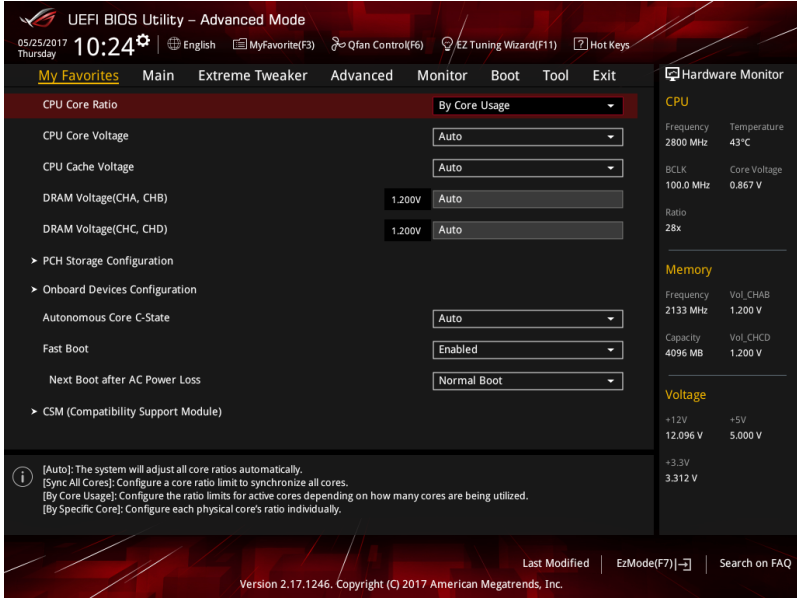 UEFI BIOS Utility – Advanced Mode
05/25/2017
Thursday
10:24
English
MyFavorite(F3)
Qfan Control(F6)
EZ Tuning Wizard(F11)
Hot Keys
My Favorites
Main
Extreme Tweaker
Advanced
Monitor
Boot
Tool
Exit
CPU Core Ratio
By Core Usage
CPU Core Voltage
Auto
CPU Cache Voltage
Auto
DRAM Voltage(CHA, CHB)
1.200V
Auto
DRAM Voltage(CHC, CHD)
1.200V
Auto
PCH Storage Configuration
Onboard Devices Configuration
Autonomous Core C-State
Auto
Fast Boot
Enabled
Next Boot after AC Power Loss
Normal Boot
CSM (Compatibility Support Module)
[Auto]: The system will adjust all core ratios automatically.
[Sync All Cores]: Configure a core ratio limit to synchronize all cores.
[By Core Usage]: Configure the ratio limits for active cores depending on how many cores are being utilized.
[By Specific Core]: Configure each physical core's ratio individually.
Hardware Monitor
CPU
Frequency Temperature
2800 MHz 43°C
BCLK Core Voltage
100.0 MHz 0.867 V
Ratio
28x
Memory
Frequency Vol_CHAB
2133 MHz 1.200 V
Capacity Vol_CHCD
4096 MB 1.200 V
Voltage
+12V +5V
12.096 V 5.000 V
+3.3V
3.312 V
Last Modified
EzMode(F7)
Search on FAQ
Version 2.17.1246. Copyright (C) 2017 American Megatrends, Inc.